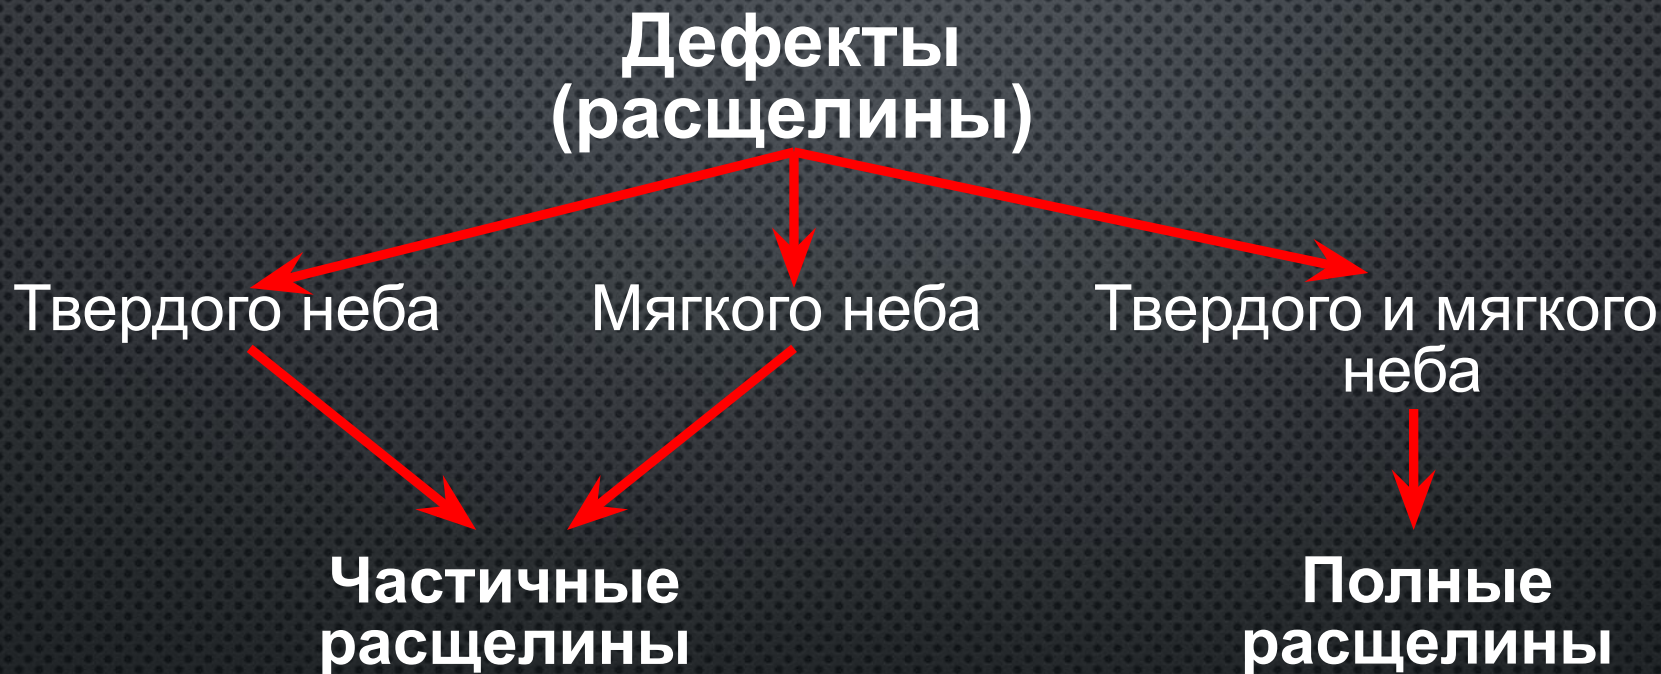 Дефекты
(расщелины)
Твердого неба
Мягкого неба
Твердого и мягкого
неба
Частичные
расщелины
Полные
расщелины